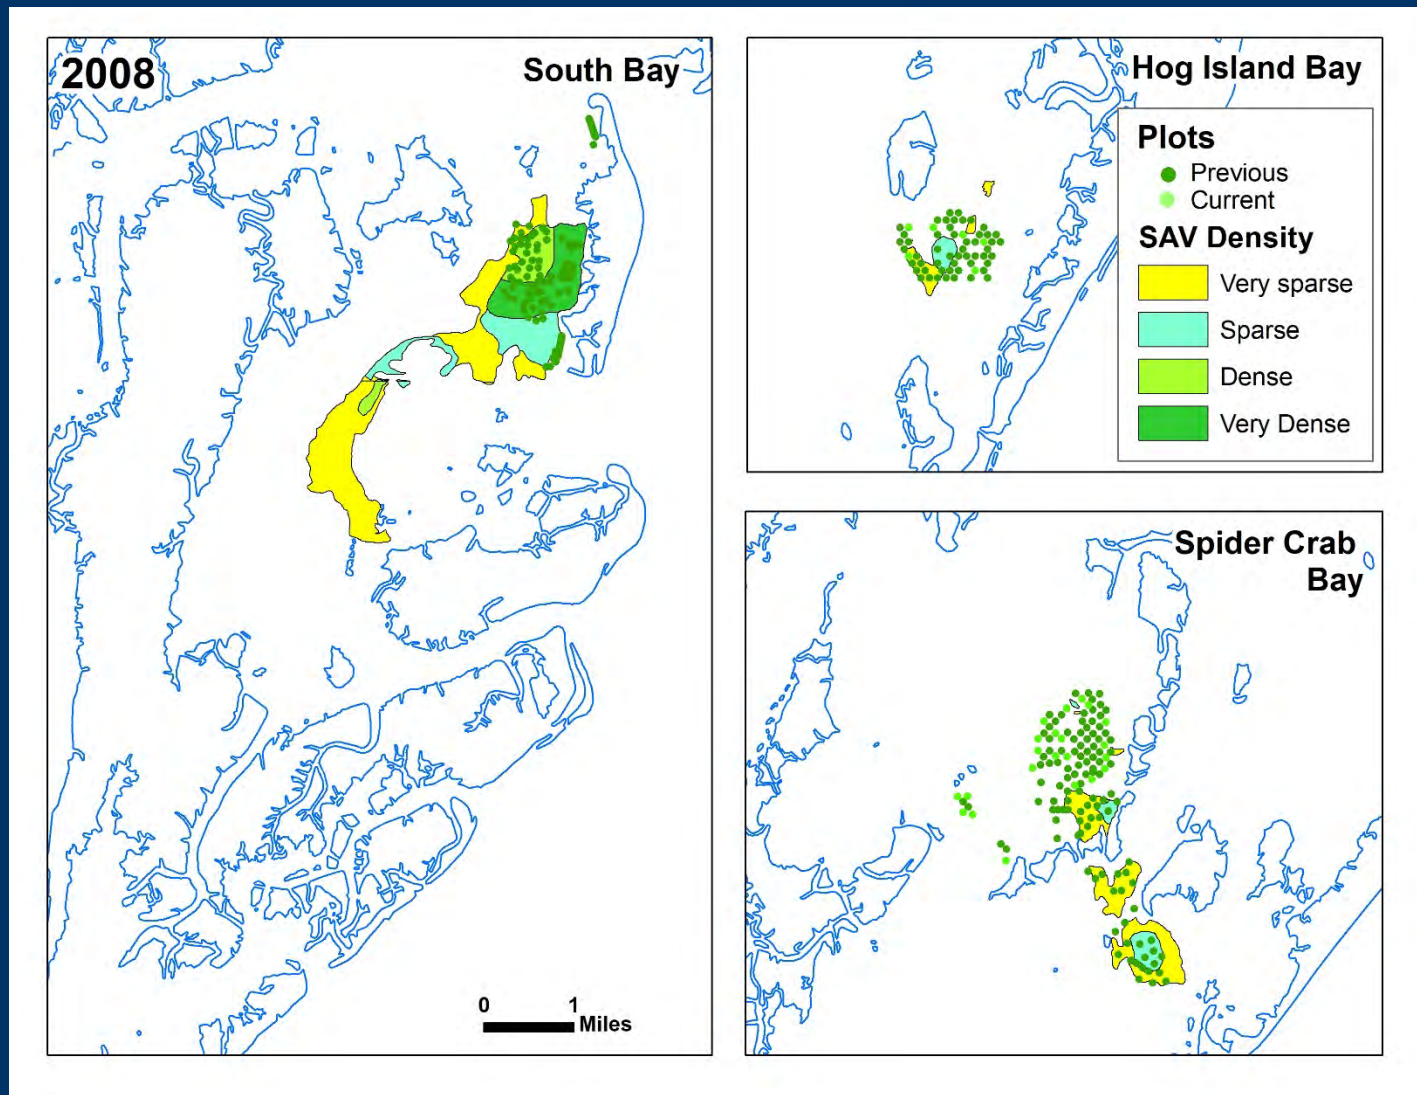 2008
South Bay
0 1
Miles
Hog Island Bay
Plots
Previous
Current
SAV Density
Very sparse
Sparse
Dense
Very Dense
Spider Crab
Bay